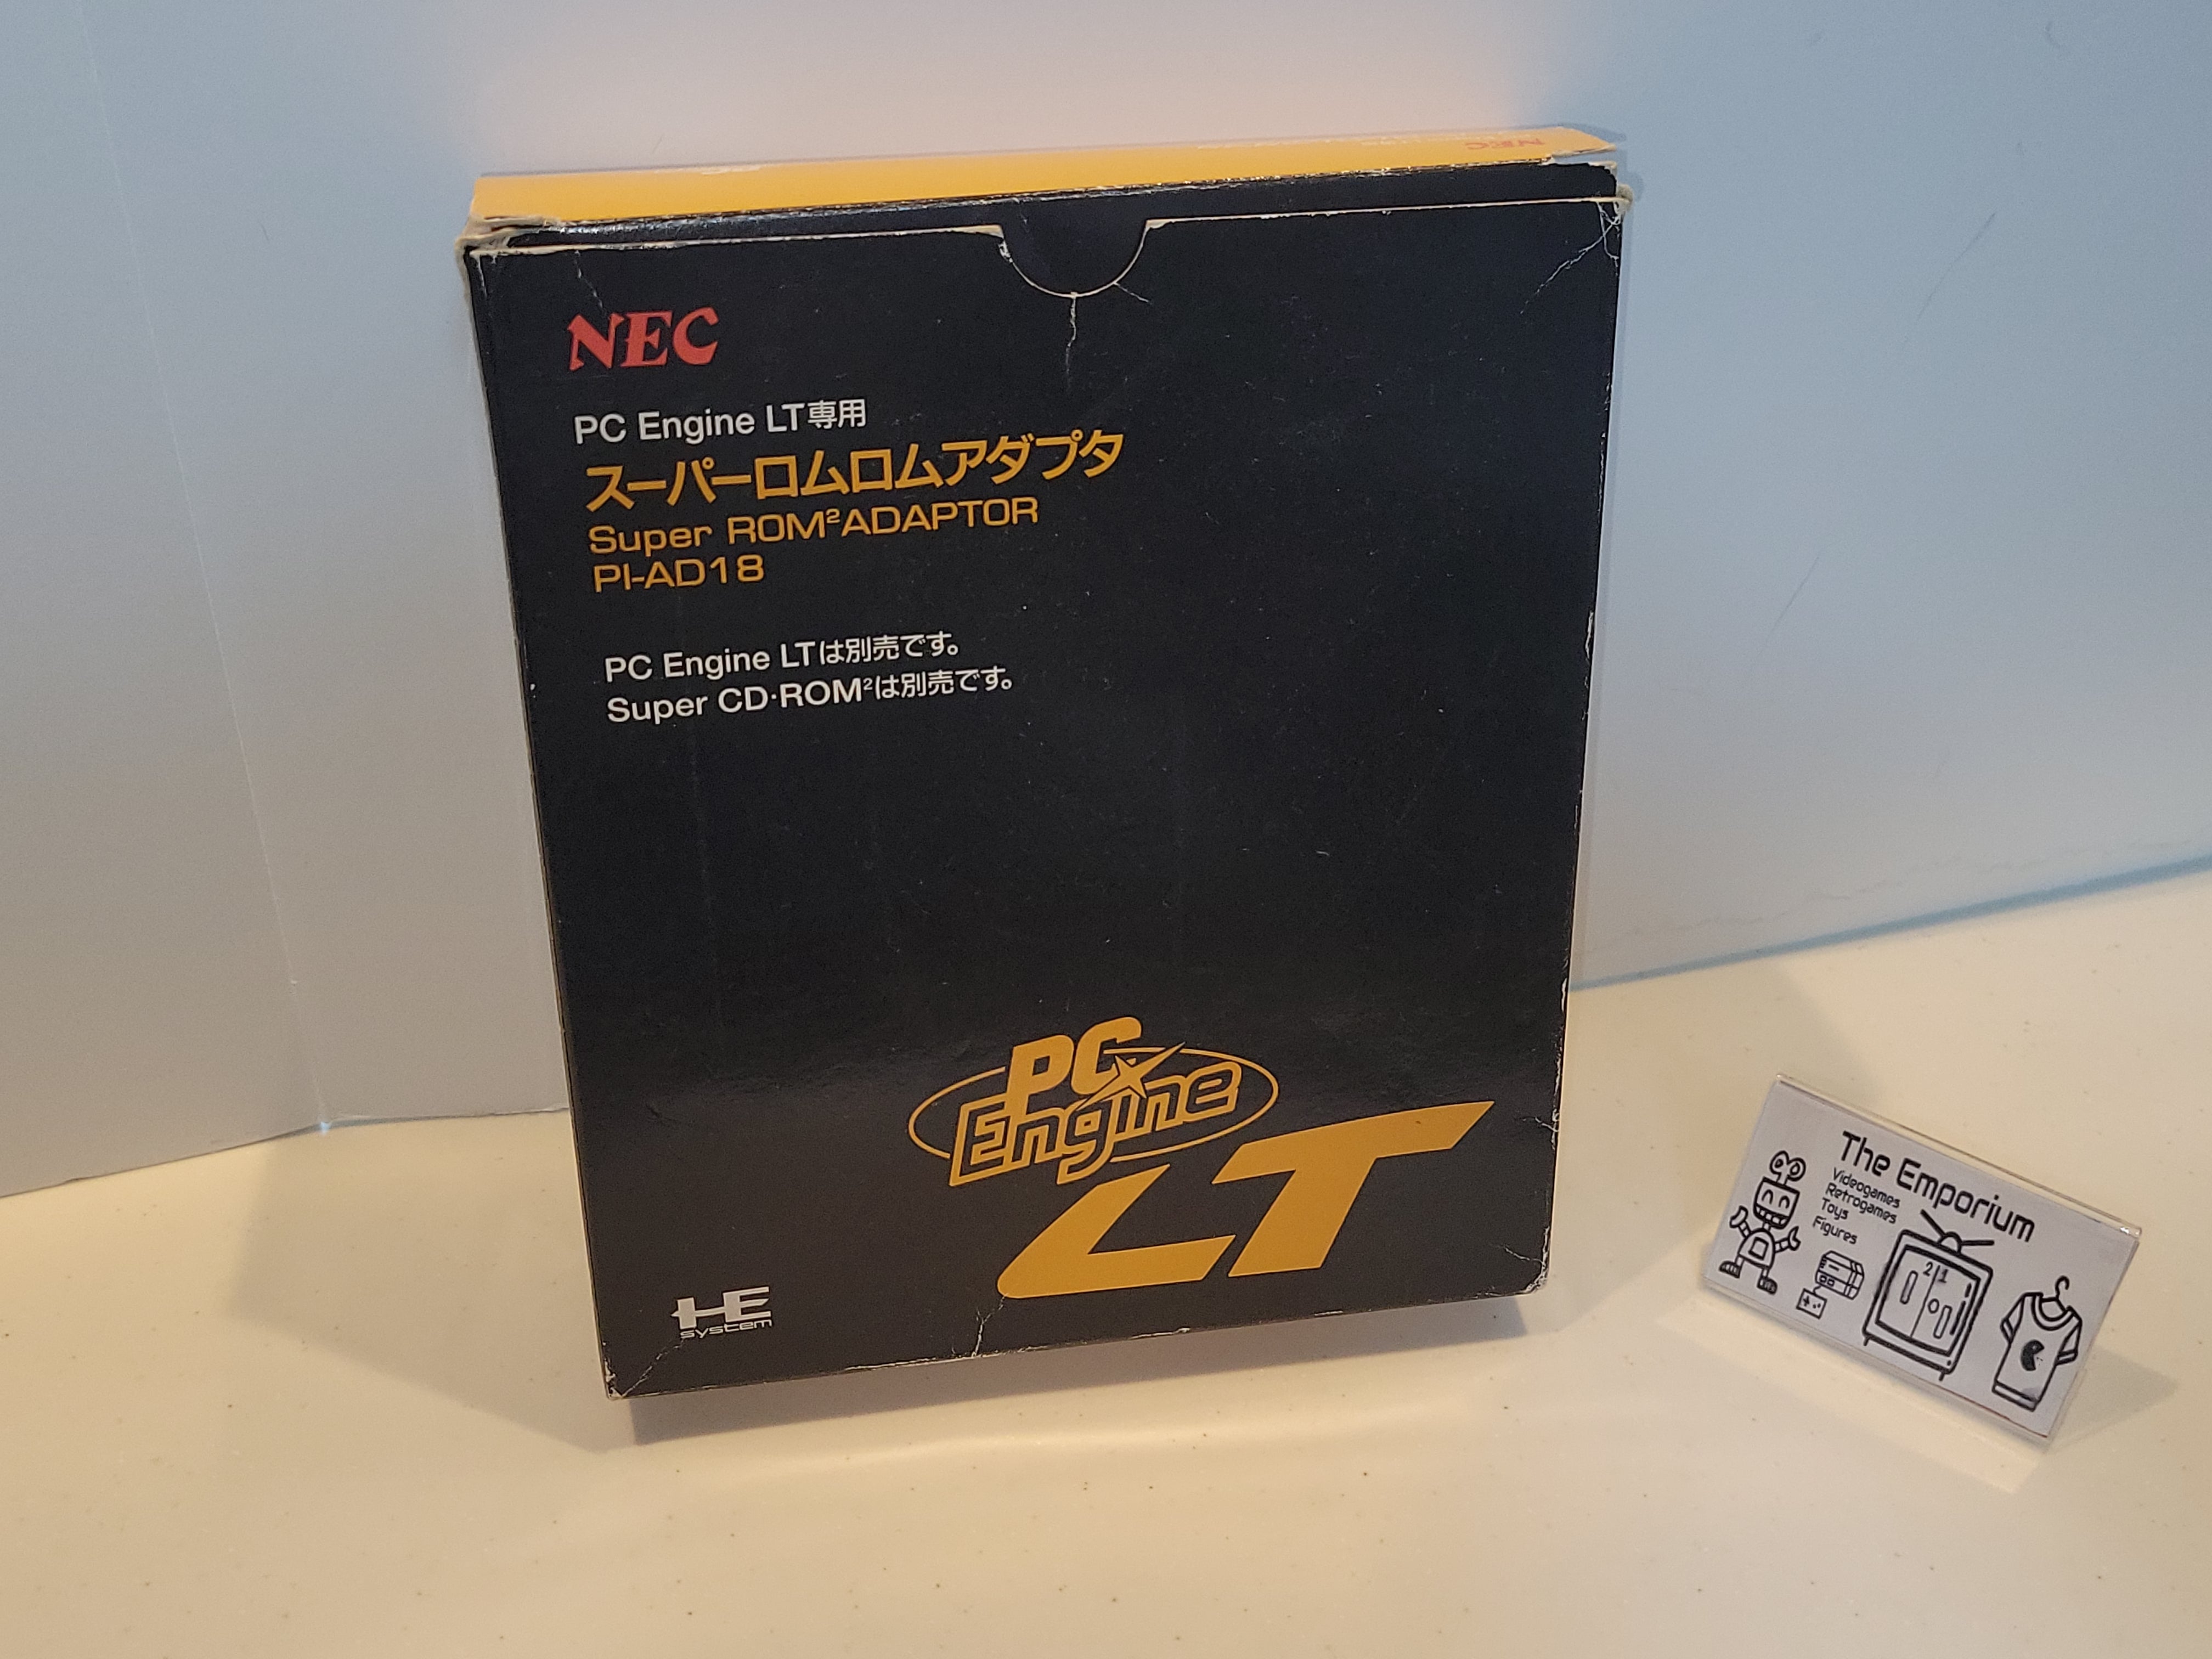 NEC
NEC
PC Engine LT専用
スーパーロムロムアダプタ
Super ROM²ADAPTOR
PI-AD18
PC Engine LTは別売です。
Super CD·ROM²は別売です。
PC
Engine
LT
HE
system
The Emporium
Videogames
Retrogames
Toys
Figures
21